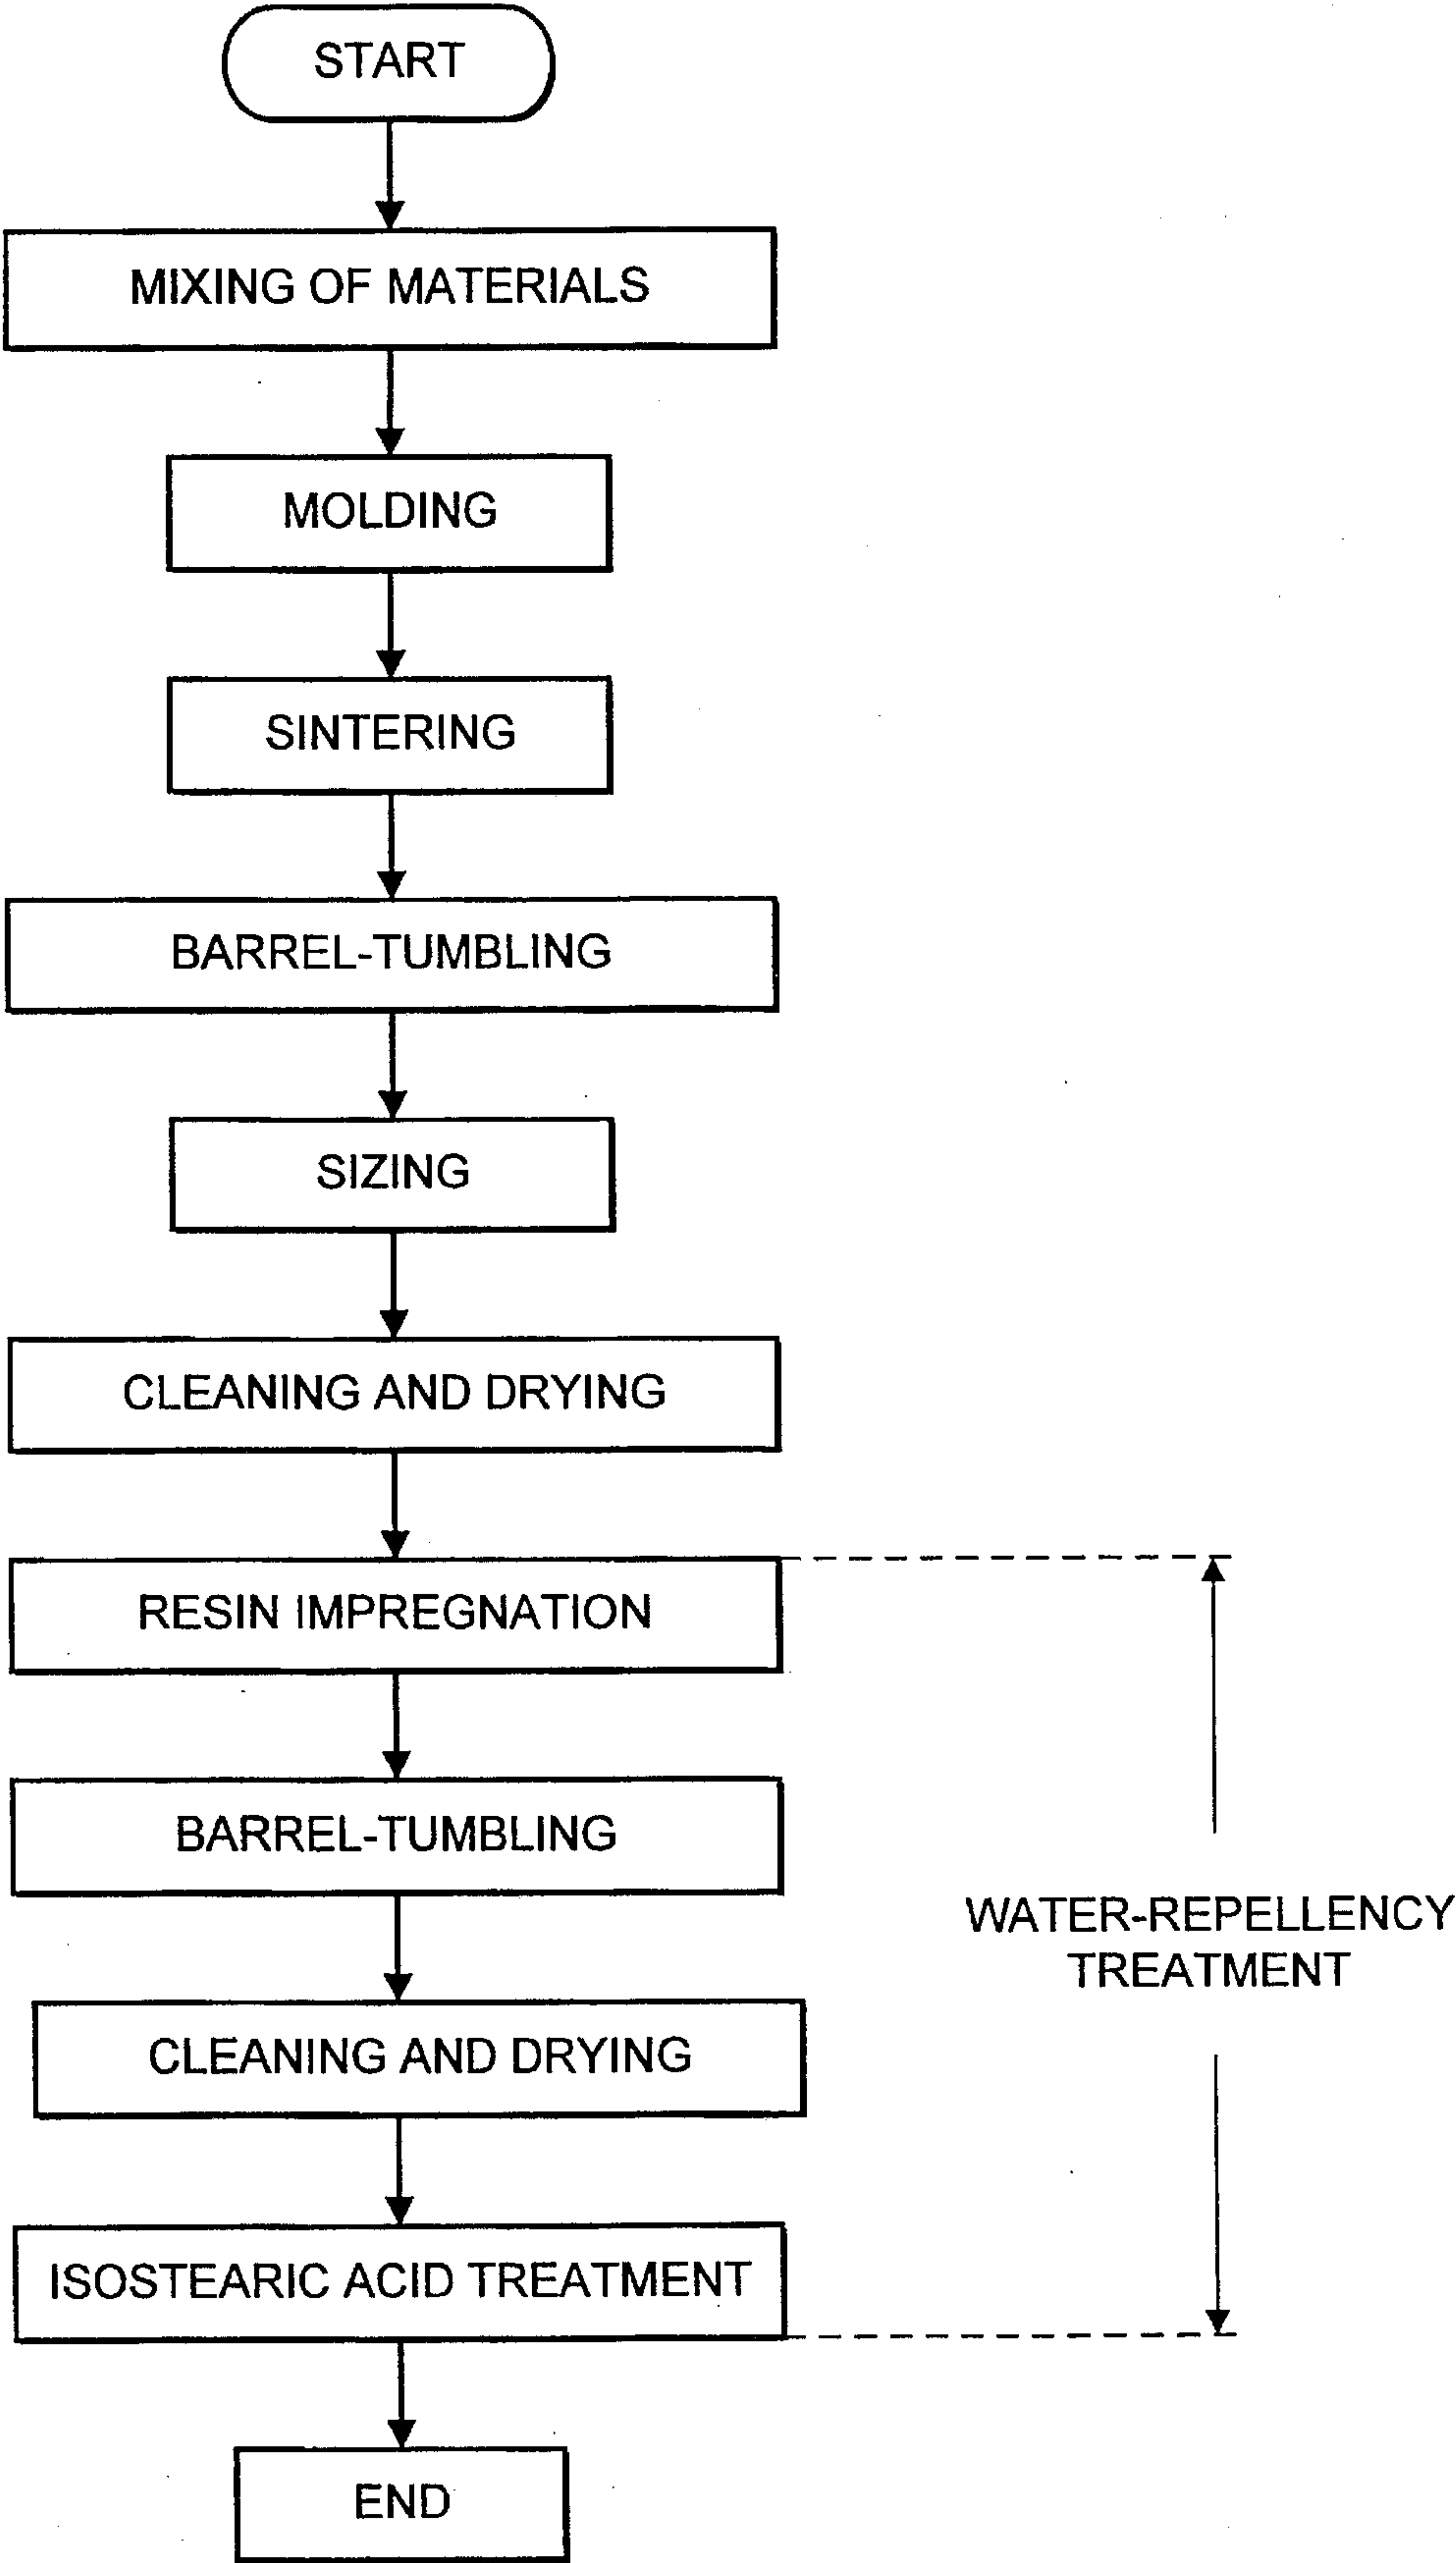 START
MIXING OF MATERIALS
MOLDING
SINTERING
BARREL-TUMBLING
SIZING
CLEANING AND DRYING
RESIN IMPREGNATION
BARREL-TUMBLING
WATER-REPELLENCY
TREATMENT
CLEANING AND DRYING
ISOSTEARIC ACID TREATMENT
END